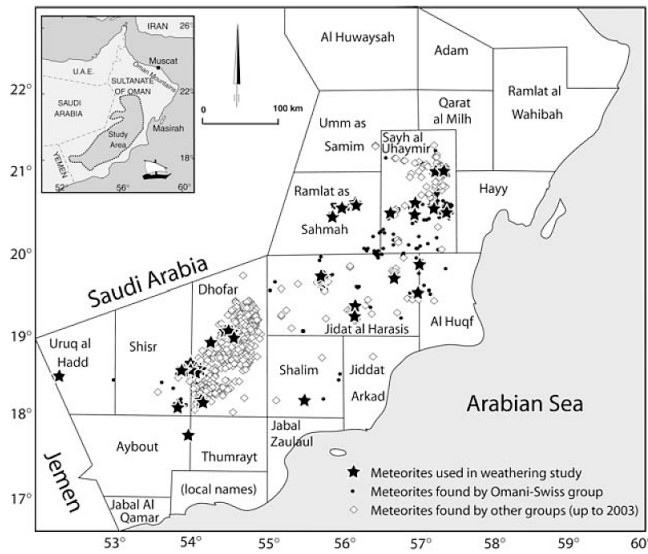 IRAN
26°
Muscat
Oman Mountains
U.A.E.
SULTANATE
OF OMAN
22°
SAUDI
ARABIA
Masirah
Study
Area
18°
YEMEN
52°
56°
60°
0
100 km
Al Huwaysah
Adam
Ramlat al
Wahibah
22°
Qarat
al Milh
Umm as
Samim
Sayh al
Uhaymir
21°
Ramlat as
Sahmah
Hayy
20°
Saudi Arabia
Dhofar
Jidat al Harasis
Al Huqf
19°
Uruq al
Hadd
Shisr
Shalim
Jiddat
Arkad
Arabian Sea
18°
Jemen
Aybout
Thumrayt
Jabal
Zaulaul
(local names)
Jabal Al
Qamar
17°
Meteorites used in weathering study
Meteorites found by Omani-Swiss group
Meteorites found by other groups (up to 2003)
53°
54°
55°
56°
57°
58°
59°
60°